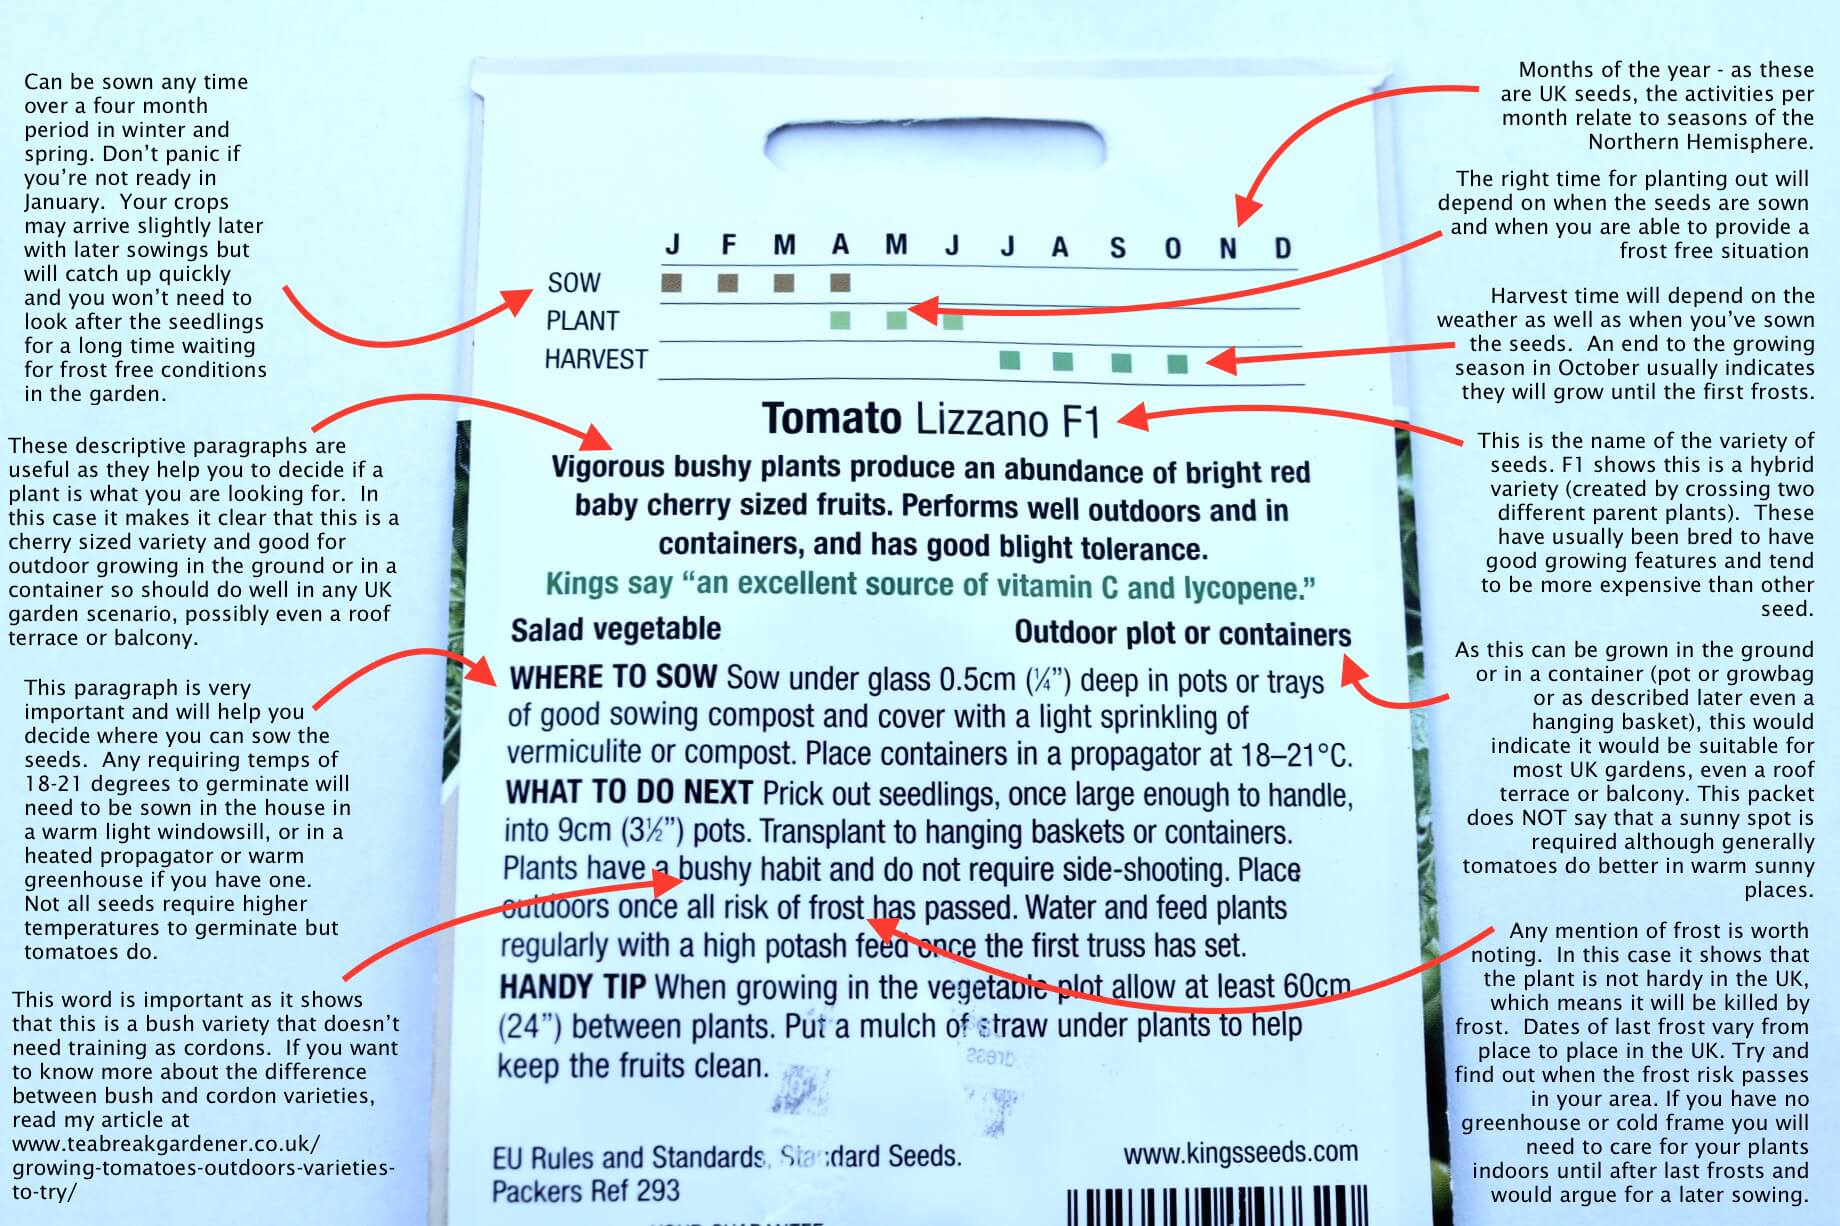 Can be sown any time
over a four month
period in winter and
spring. Don't panic if
you're not ready in
January.  Your crops
may arrive slightly later
with later sowings but
will catch up quickly
and you won't need to
look after the seedlings
for a long time waiting
for frost free conditions
in the garden.
These descriptive paragraphs are
useful as they help you to decide if a
plant is what you are looking for.  In
this case it makes it clear that this is a
cherry sized variety and good for
outdoor growing in the ground or in a
container so should do well in any UK
garden scenario, possibly even a roof
terrace or balcony.
This paragraph is very
important and will help you
decide where you can sow the
seeds.  Any requiring temps of
18-21 degrees to germinate will
need to be sown in the house in
a warm light windowsill, or in a
heated propagator or warm
greenhouse if you have one.
Not all seeds require higher
temperatures to germinate but
tomatoes do.
This word is important as it shows
that this is a bush variety that doesn't
need training as cordons.  If you want
to know more about the difference
between bush and cordon varieties,
read my article at
www.teabreakgardener.co.uk/
growing-tomatoes-outdoors-varieties-
to-try/
J F M A M J J A S O N D
SOW
PLANT
HARVEST
Tomato Lizzano F1
Vigorous bushy plants produce an abundance of bright red
baby cherry sized fruits. Performs well outdoors and in
containers, and has good blight tolerance.
Kings say “an excellent source of vitamin C and lycopene.”
Salad vegetable Outdoor plot or containers
WHERE TO SOW Sow under glass 0.5cm (¼”) deep in pots or trays
of good sowing compost and cover with a light sprinkling of
vermiculite or compost. Place containers in a propagator at 18–21°C.
WHAT TO DO NEXT Prick out seedlings, once large enough to handle,
into 9cm (3½”) pots. Transplant to hanging baskets or containers.
Plants have a bushy habit and do not require side-shooting. Place
outdoors once all risk of frost has passed. Water and feed plants
regularly with a high potash feed once the first truss has set.
HANDY TIP When growing in the vegetable plot allow at least 60cm
(24”) between plants. Put a mulch of straw under plants to help
keep the fruits clean.
EU Rules and Standards, Standard Seeds. www.kingsseeds.com
Packers Ref 293
Months of the year - as these
are UK seeds, the activities per
month relate to seasons of the
Northern Hemisphere.
The right time for planting out will
depend on when the seeds are sown
and when you are able to provide a
frost free situation
Harvest time will depend on the
weather as well as when you've sown
the seeds.  An end to the growing
season in October usually indicates
they will grow until the first frosts.
This is the name of the variety of
seeds. F1 shows this is a hybrid
variety (created by crossing two
different parent plants).  These
have usually been bred to have
good growing features and tend
to be more expensive than other
seed.
As this can be grown in the ground
or in a container (pot or growbag
or as described later even a
hanging basket), this would
indicate it would be suitable for
most UK gardens, even a roof
terrace or balcony. This packet
does NOT say that a sunny spot is
required although generally
tomatoes do better in warm sunny
places.
Any mention of frost is worth
noting.  In this case it shows that
the plant is not hardy in the UK,
which means it will be killed by
frost.  Dates of last frost vary from
place to place in the UK. Try and
find out when the frost risk passes
in your area. If you have no
greenhouse or cold frame you will
need to care for your plants
indoors until after last frosts and
would argue for a later sowing.